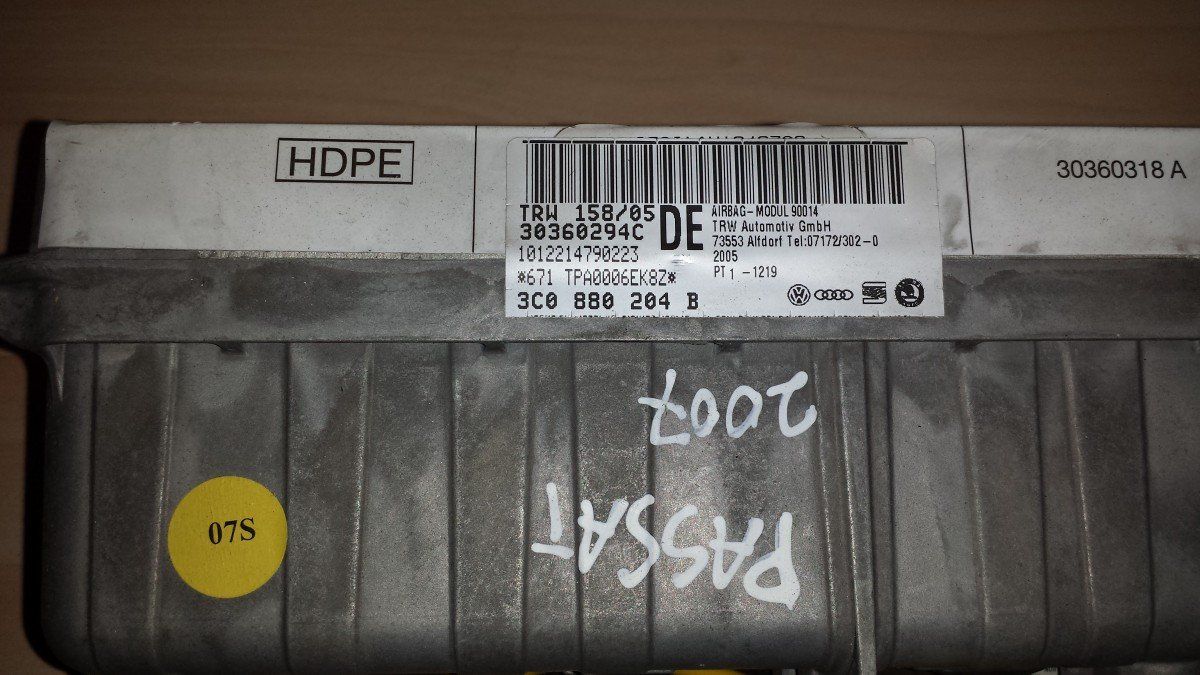 HDPE
TRW 158/05
30360294C
DE
1012214790223
*671 TPA0006EK8Z*
3C0 880 204 B
AIRBAG-MODUL 90014
TRW Automotiv GmbH
73553 Alfdorf Tel:07172/302-0
2005
PT1 -1219
30360318 A
PASSAT
2007
07S